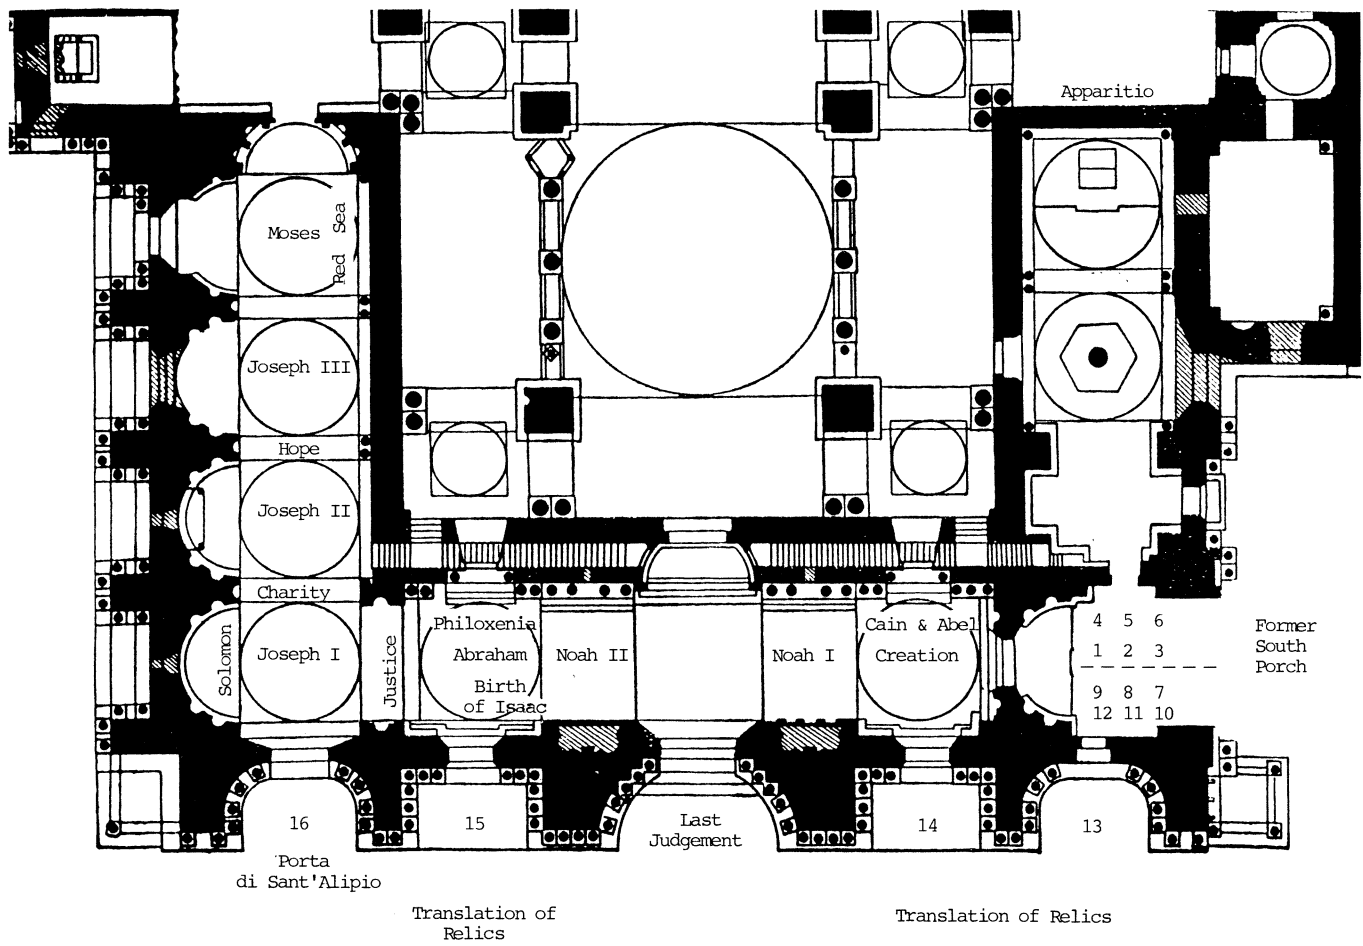 Apparitio
Moses
Red Sea
Joseph III
Hope
Joseph II
Charity
Solomon
Joseph I
Justice
Philoxenia
Abraham
Birth
of Isaac
Noah II
Noah I
Cain & Abel
Creation
4 5 6
1 2 3
9 8 7
12 11 10
Former
South
Porch
16
15
Last
Judgement
14
13
Porta
di Sant'Alipio
Translation of
Relics
Translation of Relics